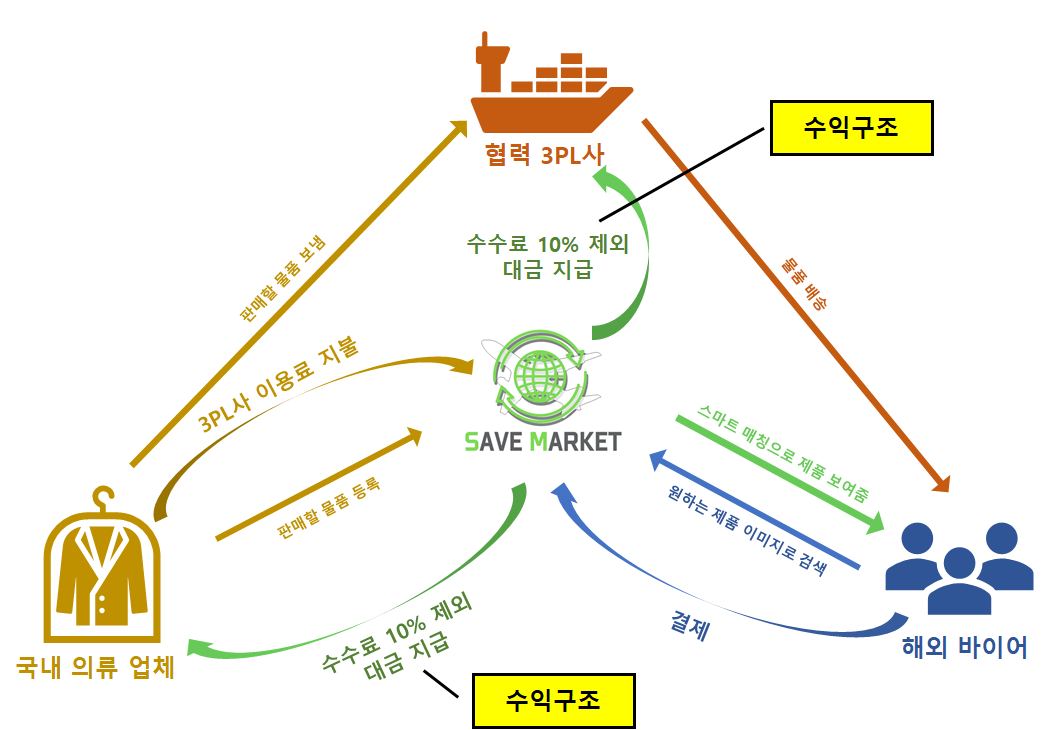 협력 3PL사
수익구조
수수료 10% 제외
대금 지급
판매할 물품 보냄
물품 배송
3PL사 이용료 지불
SAVE MARKET
판매할 물품 등록
스마트 매칭으로 제품 보여줌
원하는 제품 이미지로 검색
결제
수수료 10% 제외
대금 지급
국내 의류 업체
해외 바이어
수익구조